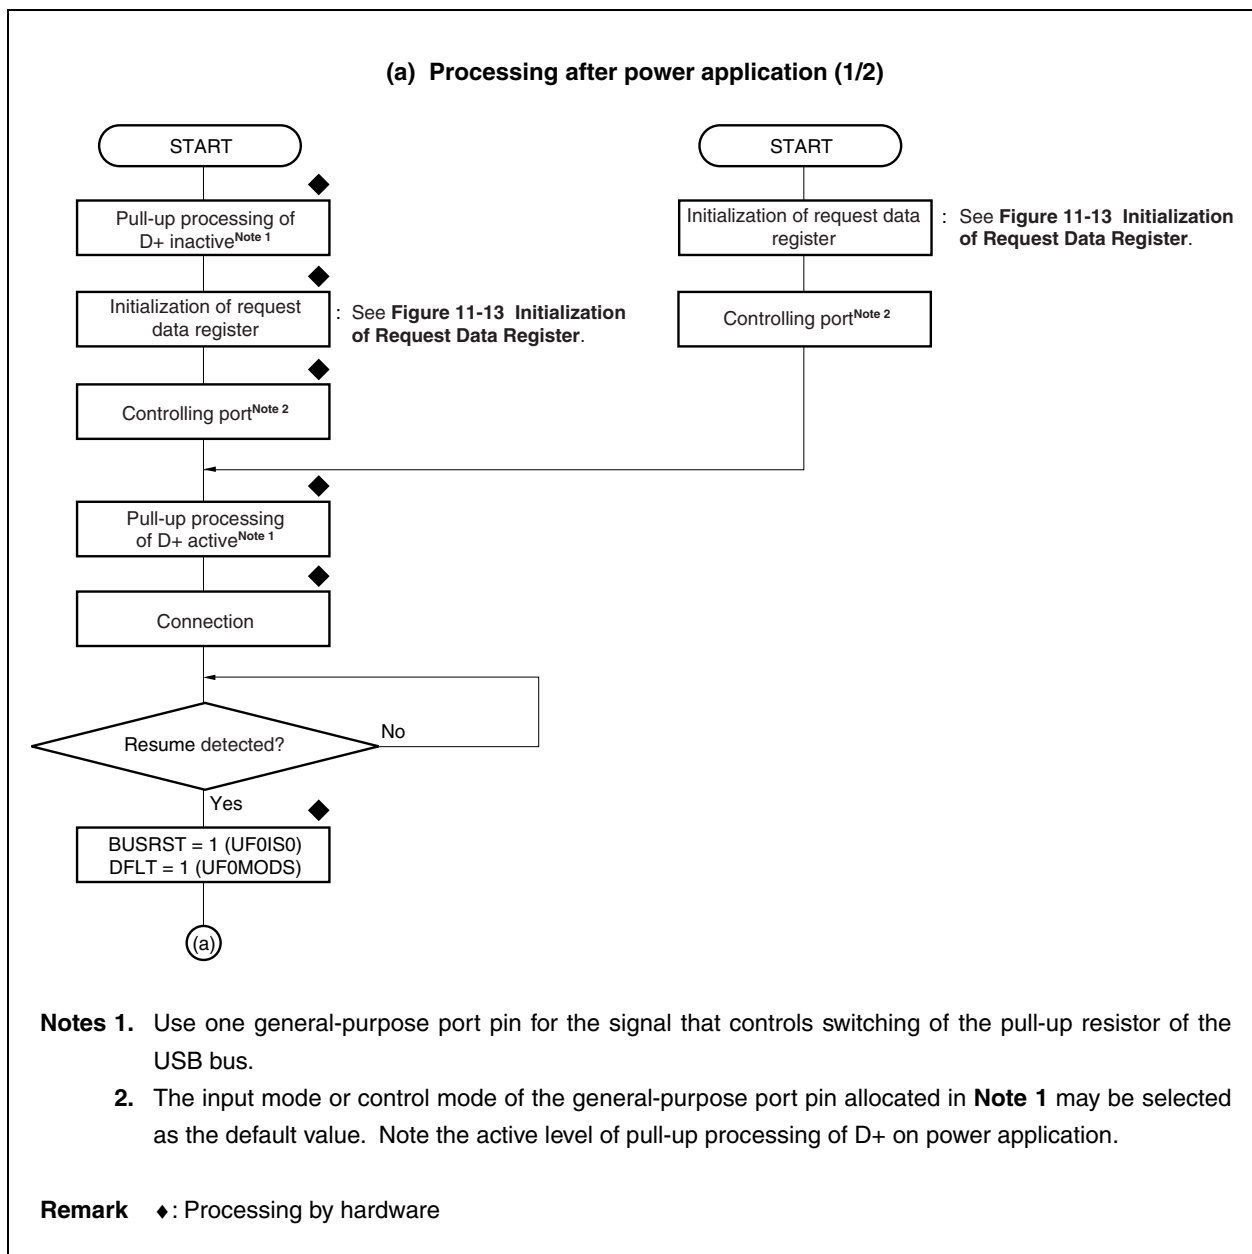 (a) Processing after power application (1/2)
START
Pull-up processing of
D+ inactiveNote 1
Initialization of request
data register
: See Figure 11-13 Initialization
of Request Data Register.
Controlling portNote 2
START
Initialization of request data
register
: See Figure 11-13 Initialization
of Request Data Register.
Controlling portNote 2
Pull-up processing
of D+ activeNote 1
Connection
Resume detected?
No
Yes
BUSRST = 1 (UF0IS0)
DFLT = 1 (UF0MODS)
(a)
Notes 1. Use one general-purpose port pin for the signal that controls switching of the pull-up resistor of the
USB bus.
2. The input mode or control mode of the general-purpose port pin allocated in Note 1 may be selected
as the default value. Note the active level of pull-up processing of D+ on power application.
Remark ♦: Processing by hardware